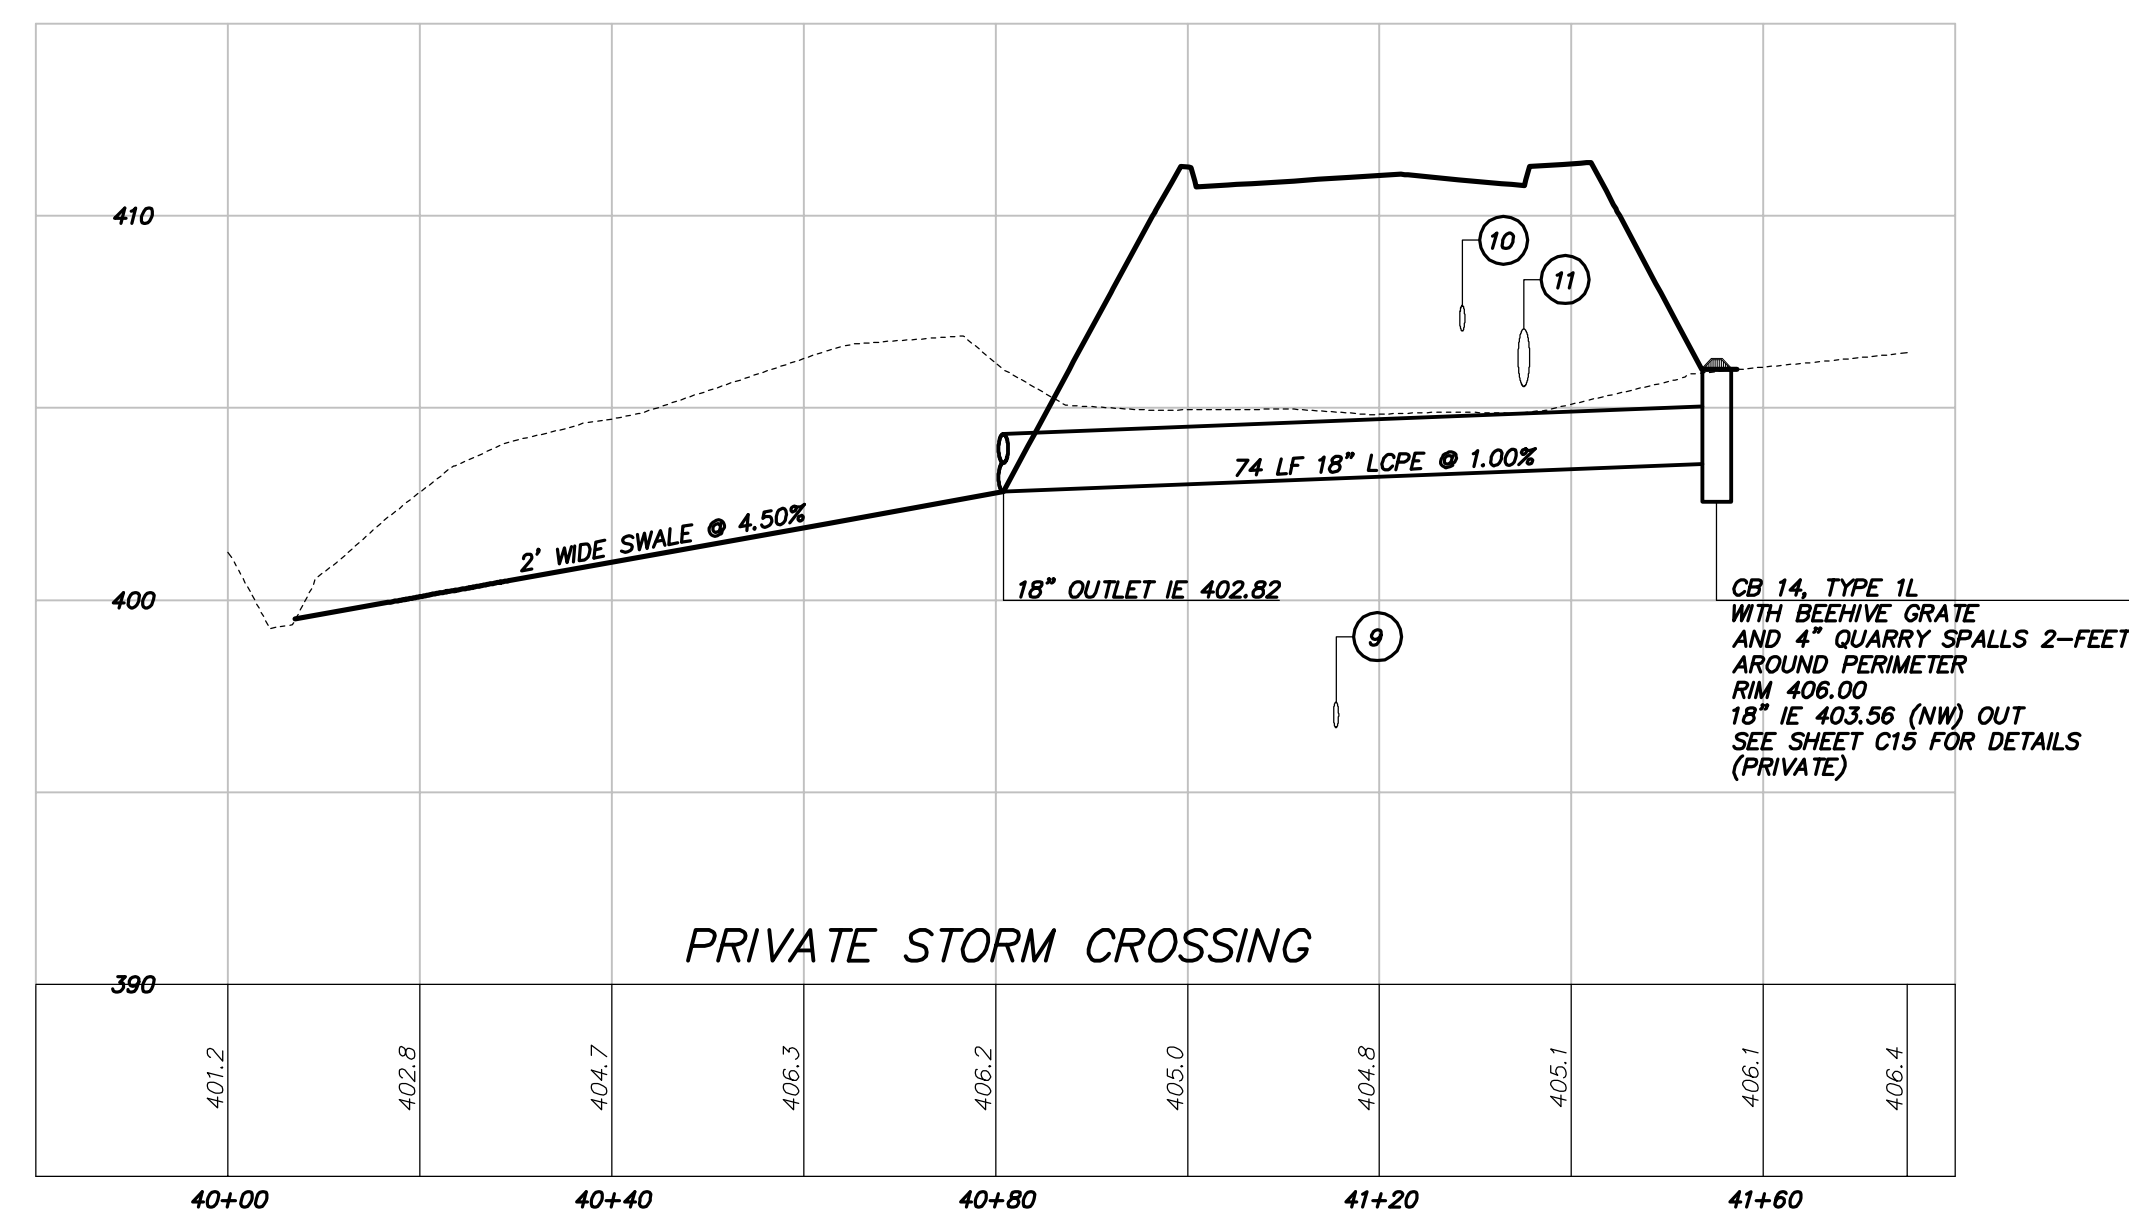 410
10
11
74 LF 18" LCPE @ 1.00%
2' WIDE SWALE @ 4.50%
400
18" OUTLET IE 402.82
9
CB 14, TYPE 1L
WITH BEEHIVE GRATE
AND 4" QUARRY SPALLS 2-FEET
AROUND PERIMETER
RIM 406.00
18" IE 403.56 (NW) OUT
SEE SHEET C15 FOR DETAILS
(PRIVATE)
PRIVATE STORM CROSSING
390
401.2
402.8
404.7
406.3
406.2
405.0
404.8
405.1
406.1
406.4
40+00
40+40
40+80
41+20
41+60